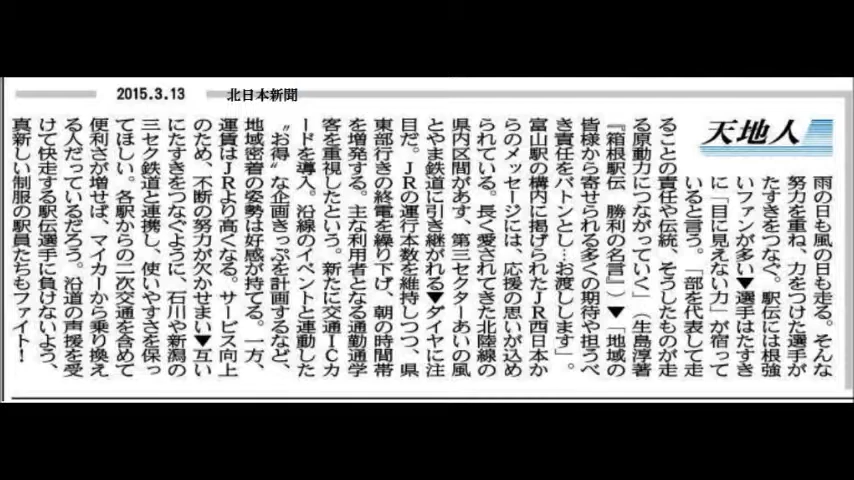 2015.3.13
北日本新聞
天地人
雨の日も風の日も走る。そんな
努力を重ね、力をつけた選手が
たすきをつなぐ。駅伝には根強
いファンが多い▼選手はたすき
に「目に見えない力」が宿って
いると言う。「部を代表して走
ることの責任や伝統、そうしたものが走
る原動力につながっていく」(生島淳著
『箱根駅伝 勝利の名言』)▼「地域の
皆様から寄せられる多くの期待や担うべ
き責任をバトンとし…お渡しします」。
富山駅の構内に掲げられたJR西日本か
らのメッセージには、応援の思いが込め
られている。長く愛されてきた北陸線の
県内区間があす、第三セクターあいの風
とやま鉄道に引き継がれる▼ダイヤに注
目だ。JRの運行本数を維持しつつ、県
東部行きの終電を繰り下げ、朝の時間帯
を増発する。主な利用者となる通勤通学
客を重視したという。新たに交通ICカ
ードを導入。沿線のイベントと連動した
〝お得〟な企画きっぷを計画するなど、
地域密着の姿勢は好感が持てる。一方、
運賃はJRより高くなる。サービス向上
のため、不断の努力が欠かせまい▼互い
にたすきをつなぐように、石川や新潟の
三セク鉄道と連携し、使いやすさを保っ
てほしい。各駅からの二次交通を含めて
便利さが増せば、マイカーから乗り換え
る人だっているだろう。沿道の声援を受
けて快走する駅伝選手に負けないよう、
真新しい制服の駅員たちもファイト!